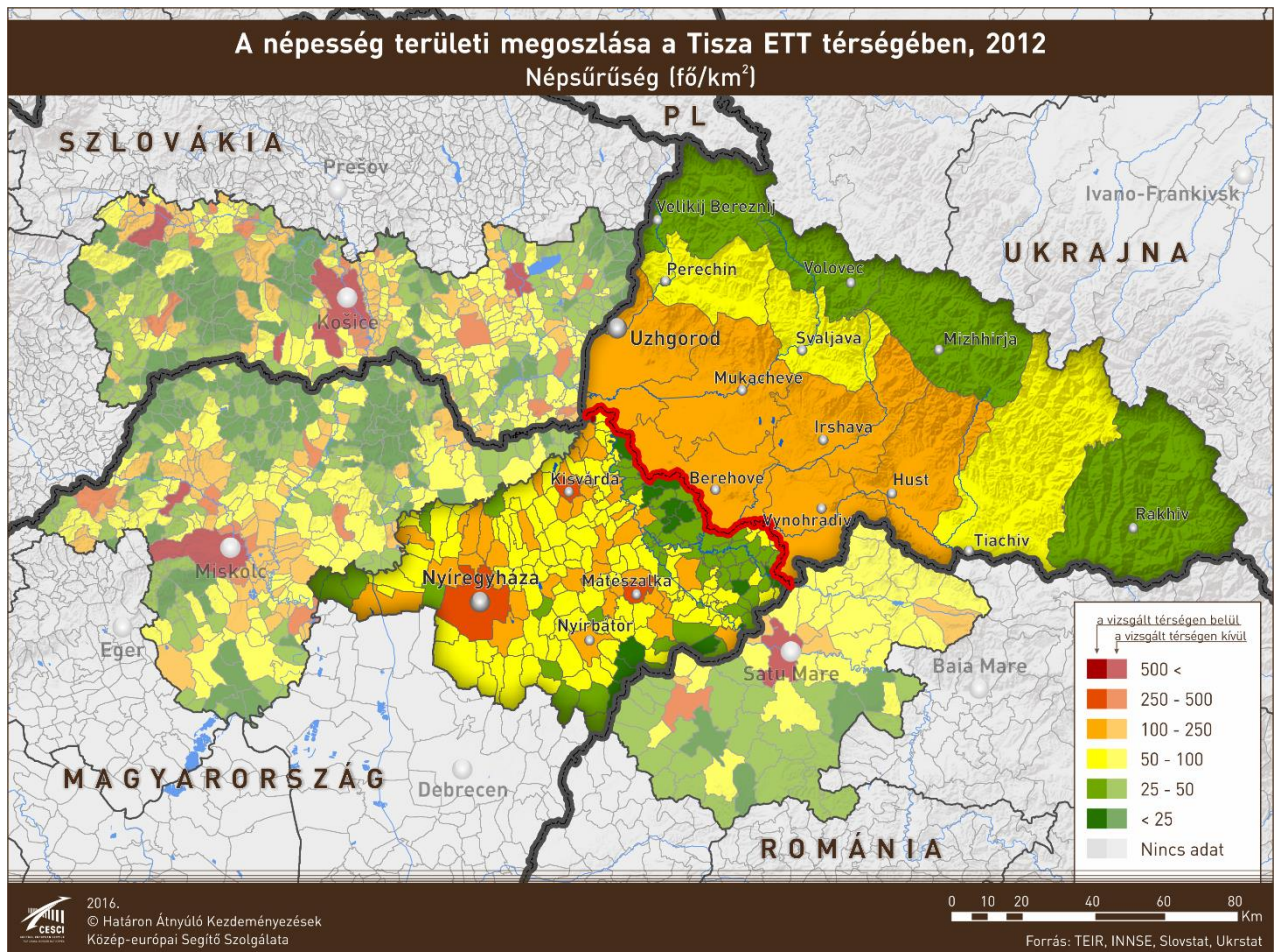 A népesség területi megoszlása a Tisza ETT térségében, 2012
Népsűrűség (fő/km²)
PL
SZLOVÁKIA
Prešov
Ivano-Frankivsk
Velikij Bereznij
UKRAJNA
Perechin
Volovec
Košice
Uzhgorod
Svaljava
Mizhhirja
Mukacheve
Irshava
Kisvárda
Berehove
Hust
Vynohradiv
Rakhiv
Tiachiv
Miskolc
Nyíregyháza
Mátészalka
Nyírbátor
Eger
Satu Mare
Baia Mare
MAGYARORSZÁG
Debrecen
ROMÁNIA
a vizsgált térségen belül
a vizsgált térségen kívül
500 <
250 - 500
100 - 250
50 - 100
25 - 50
< 25
Nincs adat
CESCI
2016.
© Határon Átnyúló Kezdeményezések
Közép-európai Segítő Szolgálata
0 10 20 40 60 80
Km
Forrás: TEIR, INNSE, Slovstat, Ukrstat